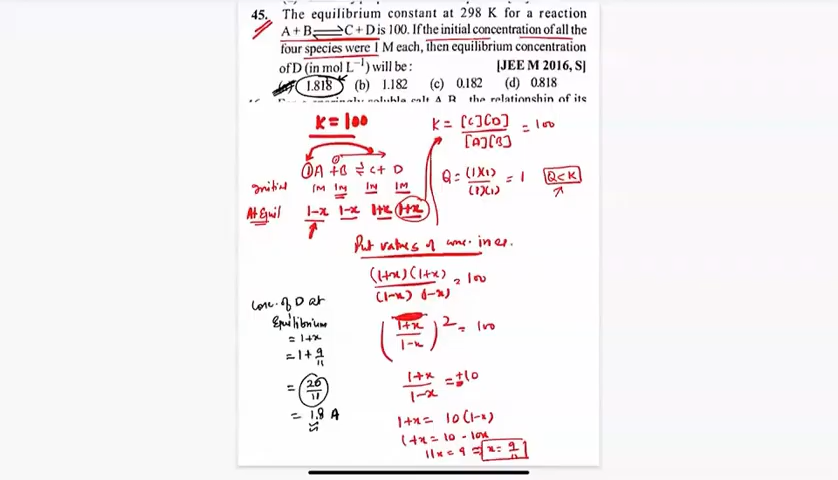 45. The equilibrium constant at 298 K for a reaction
A + B ⇌ C + D is 100. If the initial concentration of all the
four species were 1 M each, then equilibrium concentration
of D (in mol L⁻¹) will be : [JEE M 2016, S]
1.818 (b) 1.182 (c) 0.182 (d) 0.818
the relationship of its
K = 100
K = [C][D] / [A][B] = 100
A + B ⇌ C + D
Initial 1M 1M 1M 1M
At Equil 1-x 1-x 1+x 1+x
Q = (1)(1) / (1)(1) = 1 Q<K
Put values of conc. in eq.
(1+x)(1+x) / (1-x)(1-x) = 100
(1+x / 1-x)² = 100
1+x / 1-x = ±10
1+x = 10(1-x)
1+x = 10 - 10x
11x = 9 ⇒ x = 9/11
Conc. of D at
Equilibrium
= 1+x
= 1+ 9/11
= 20/11
= 1.8 A